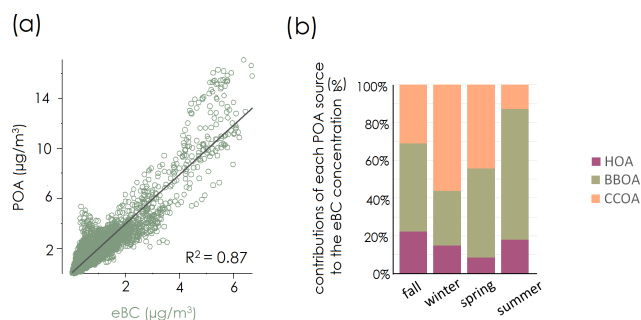 (a)
POA (μg/m³)
14
10
6
2
R² = 0.87
0
2
4
6
eBC (μg/m³)
(b)
contributions of each POA source
to the eBC concentration (%)
100%
80%
60%
40%
20%
0%
fall
winter
spring
summer
HOA
BBOA
CCOA